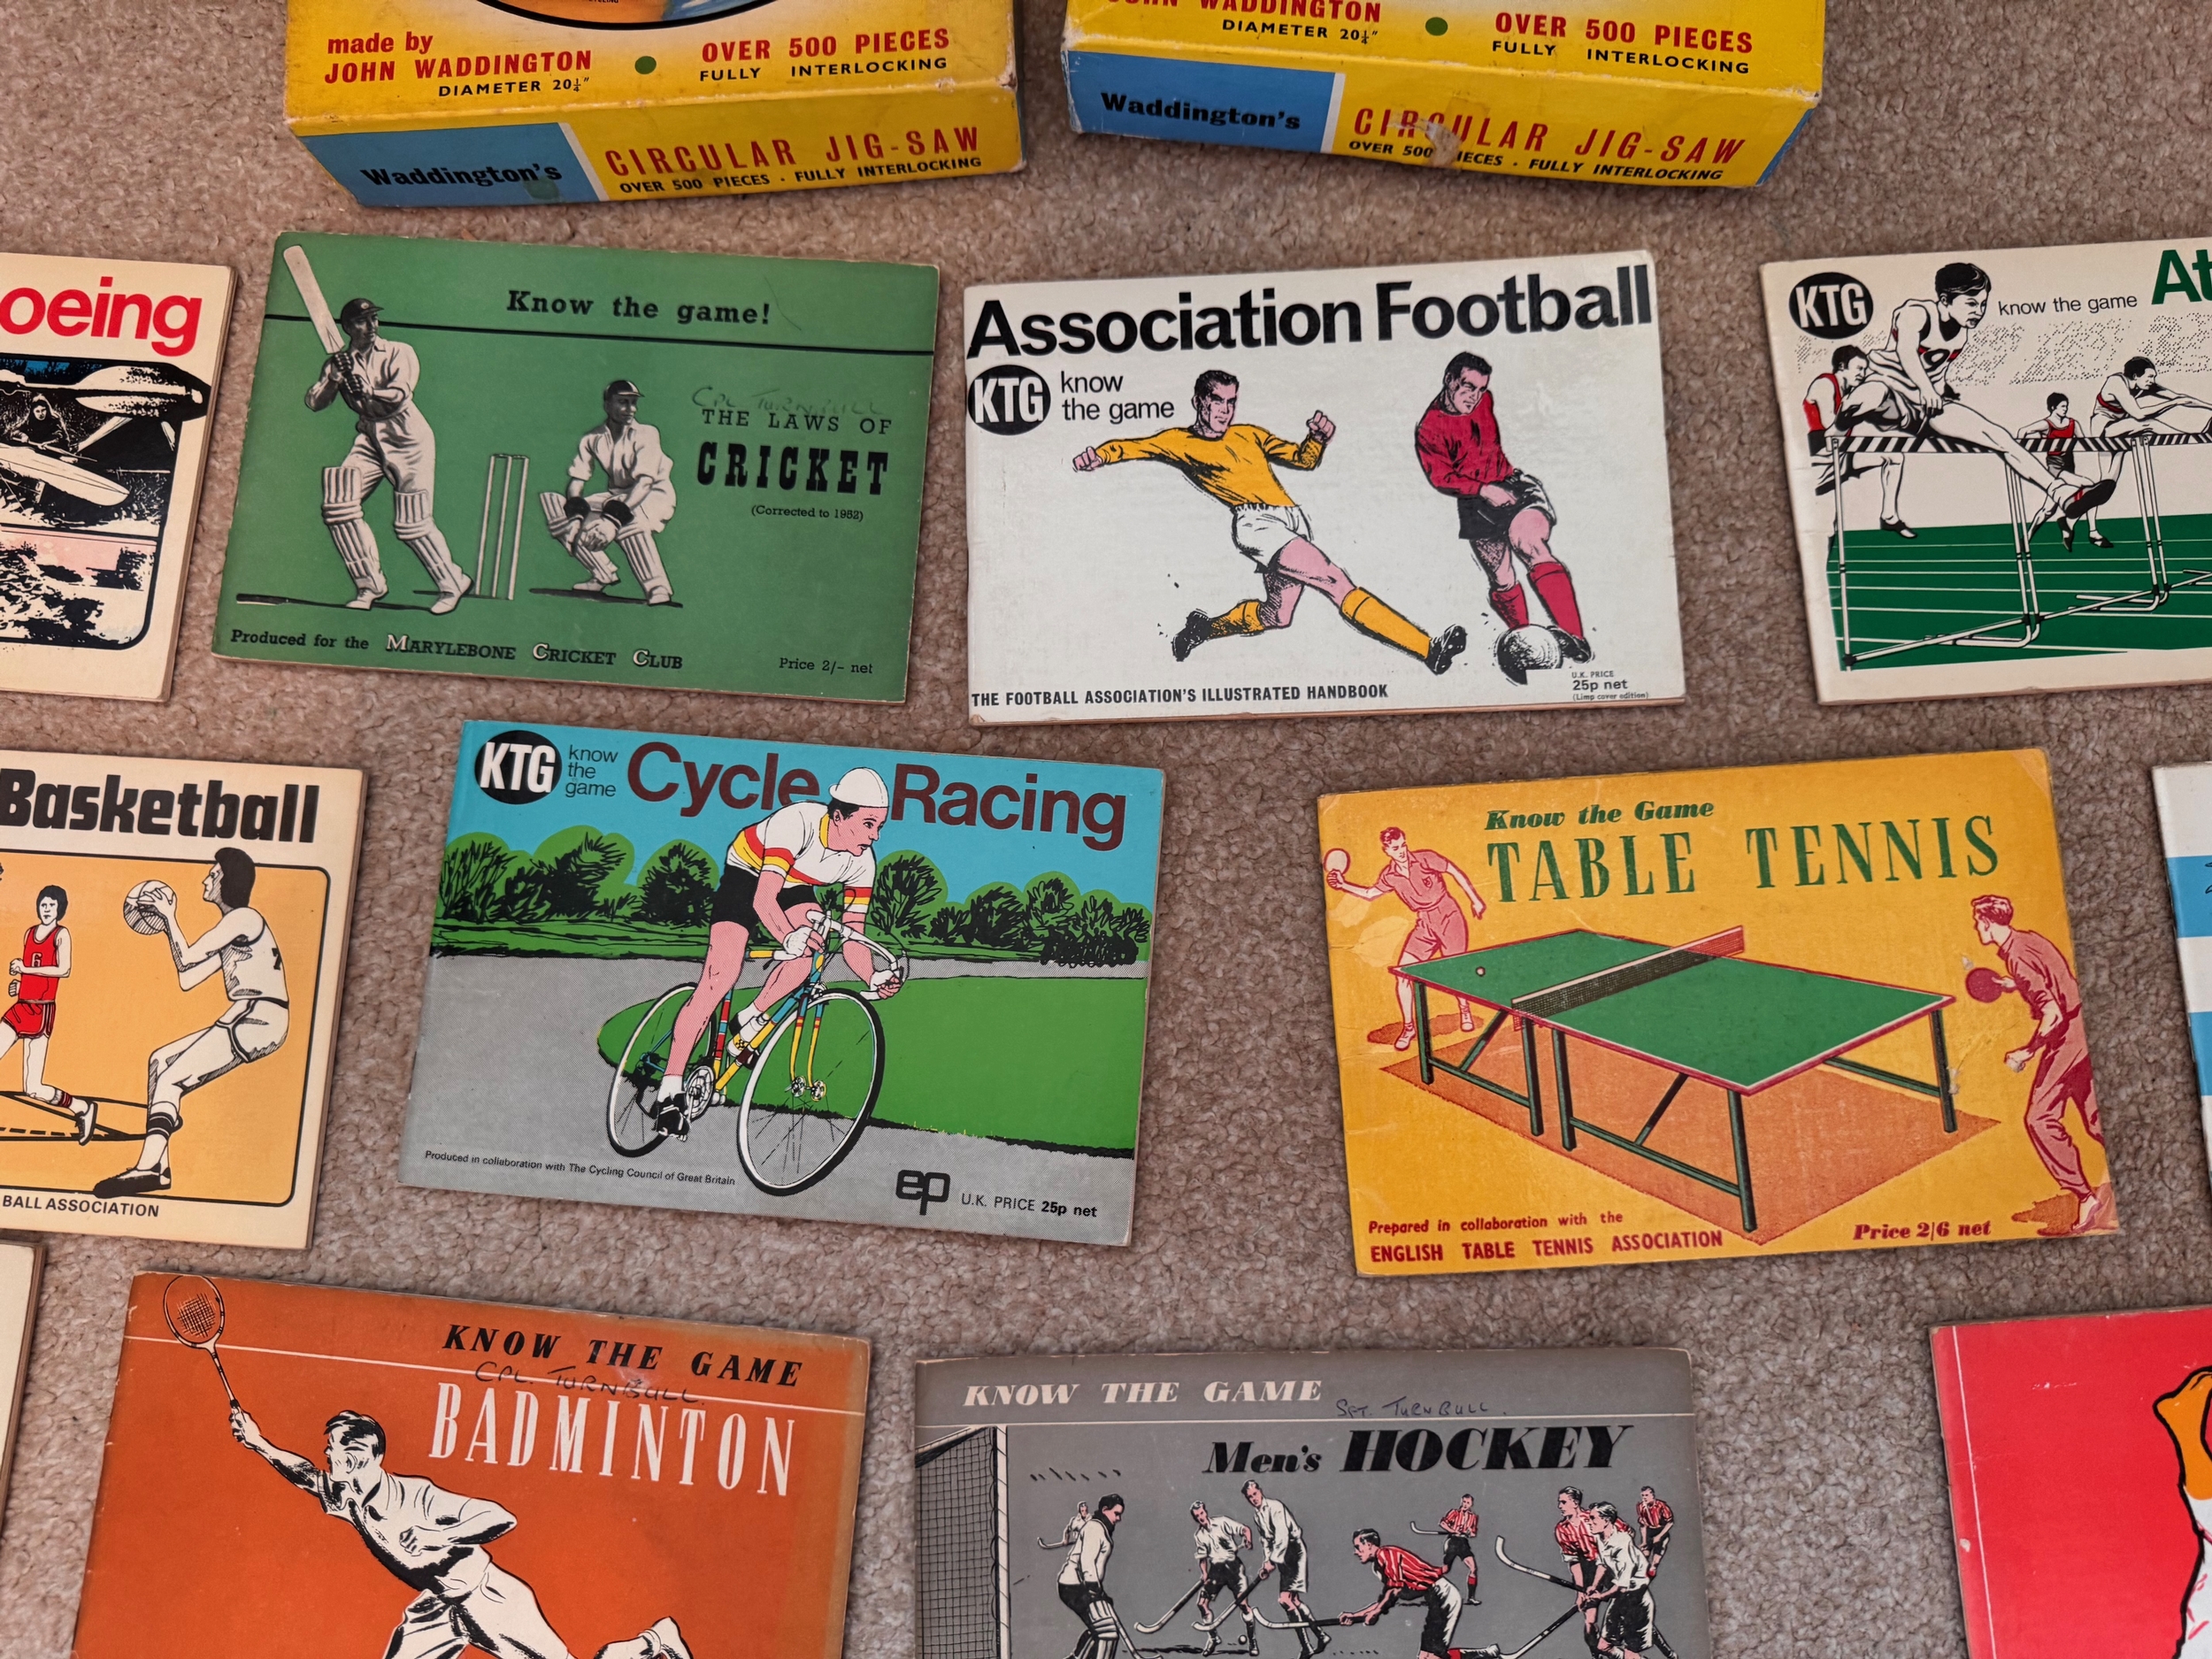 made by
JOHN WADDINGTON
DIAMETER 20¼"
OVER 500 PIECES
FULLY INTERLOCKING
Waddington's
CIRCULAR JIG-SAW
OVER 500 PIECES · FULLY INTERLOCKING
JOHN WADDINGTON
DIAMETER 20¼"
OVER 500 PIECES
FULLY INTERLOCKING
Waddington's
CIRCULAR JIG-SAW
OVER 500 PIECES · FULLY INTERLOCKING
oeing
Know the game!
CPL TURNBULL
THE LAWS OF
CRICKET
(Corrected to 1952)
Produced for the MARYLEBONE CRICKET CLUB
Price 2/- net
Association Football
KTG know
the game
THE FOOTBALL ASSOCIATION'S ILLUSTRATED HANDBOOK
U.K. PRICE
25p net
(Limp cover edition)
KTG know the game At
Basketball
6
7
BALL ASSOCIATION
KTG know
the
game
Cycle Racing
Produced in collaboration with The Cycling Council of Great Britain
ep U.K. PRICE 25p net
Know the Game
TABLE TENNIS
Prepared in collaboration with the
ENGLISH TABLE TENNIS ASSOCIATION
Price 2/6 net
KNOW THE GAME
CPL. TURNBULL.
BADMINTON
KNOW THE GAME
SGT. TURNBULL.
Men's HOCKEY